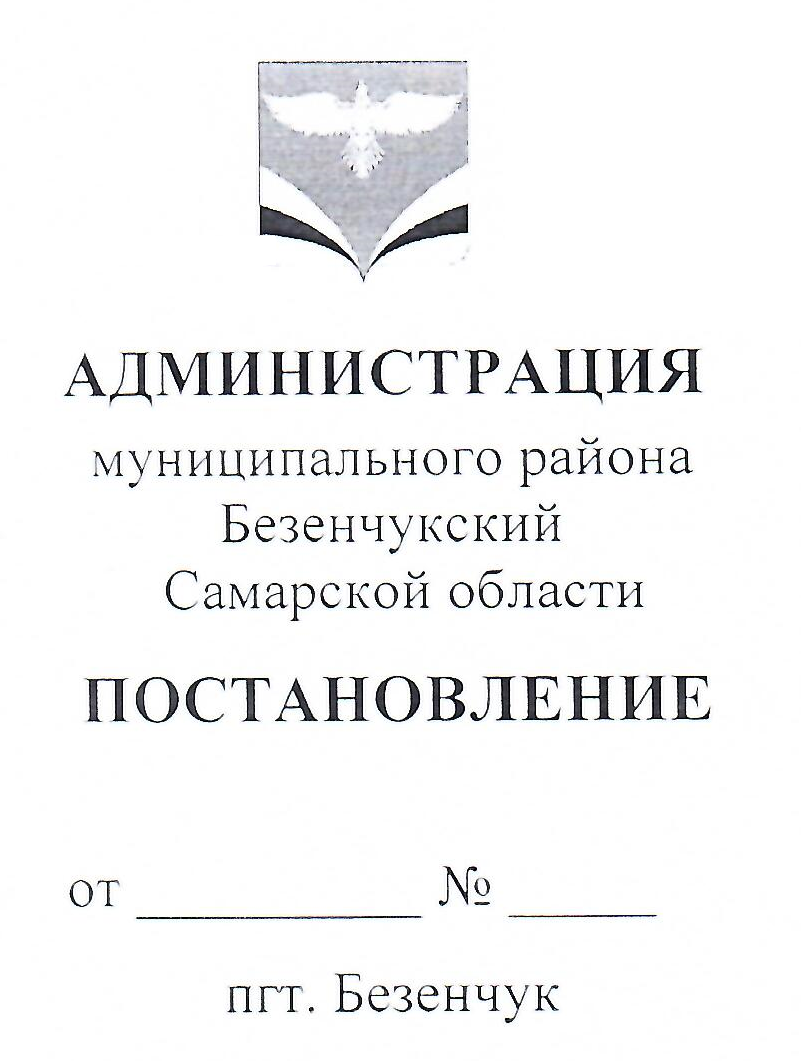 АДМИНИСТРАЦИЯ
муниципального района
Безенчукский
Самарской области
ПОСТАНОВЛЕНИЕ
от ____________ № ______
пгт. Безенчук